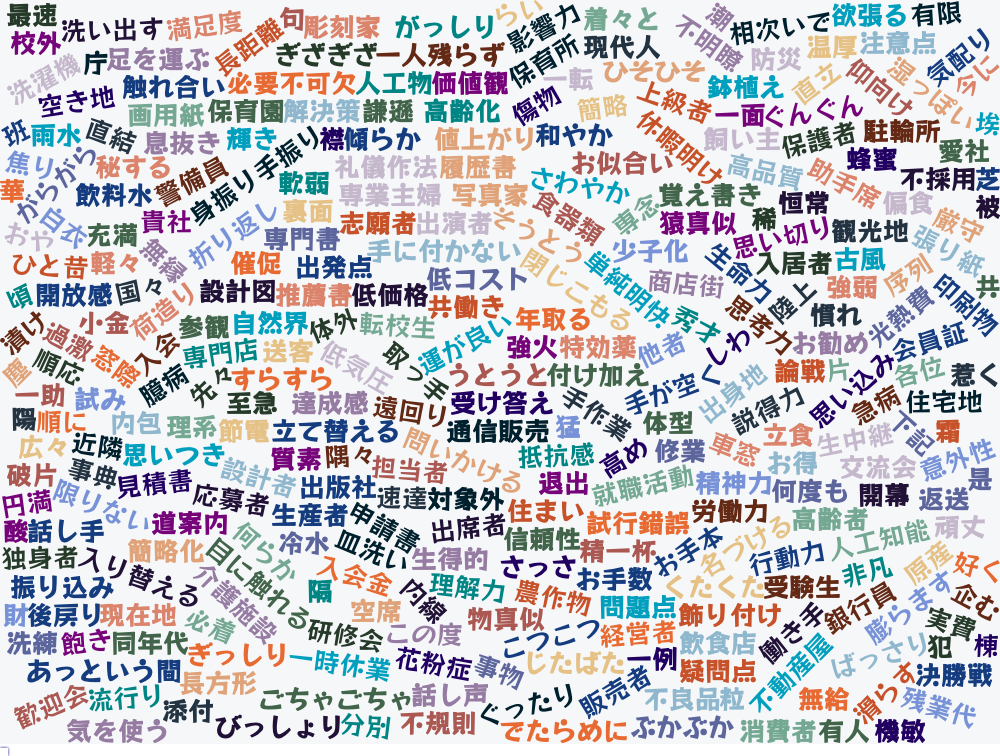 最速
洗い出す
満足度
句
彫刻家
がっしり
らい
影響力
着々と
潮
不明瞭
相次いで
欲張る
有限
校外
庁
足を運ぶ
長距離
ぎざぎざ
一人残らず
保育所
現代人
防災
温厚
注意点
気配り
洗濯機
空き地
触れ合い
必要不可欠
人工物
価値観
一転
ひそひそ
鉢植え
直立
仰向け
湿っぽい
今に
画用紙
保育園
解決策
謙遜
高齢化
傷物
簡略
上級者
一面
ぐんぐん
埃
班
雨水
直結
息抜き
輝き
手振り
襟
傾らか
値上がり
和やか
休暇明け
飼い主
保護者
駐輪所
愛社
焦り
がらがら
秘する
警備員
身振り
礼儀作法
履歴書
お似合い
高品質
助手席
蜂蜜
不採用
芝
華
飲料水
軟弱
専業主婦
写真家
さわやか
覚え書き
恒常
偏食
被
白衣
貴社
裏面
志願者
出演者
そうとう
食器類
専念
猿真似
稀
厳守
おや
充満
無線
折り返し
専門書
手に付かない
少子化
思い切り
観光地
張り紙
ひと昔
軽々
催促
出発点
低コスト
閉じこもる
単純明快
商店街
生命力
入居者
古風
頃
開放感
国々
荷造り
設計図
推薦書
低価格
共働き
思考力
陸上
強弱
序列
印刷物
共
漬け
過激
小金
参観
自然界
体外
転校生
運が良い
年取る
秀才
慣れ
光熱費
会員証
塵
順応
窓際
入会
専門店
送客
低気圧
取っ手
強火
特効薬
他者
しわくちゃ
お勧め
思い込み
各位
惹く
一助
試み
臆病
先々
すらすら
うとうと
付け加え
手が空く
出身地
論戦
片
住宅地
陽
順に
内包
理系
至急
達成感
遠回り
受け答え
手作業
体型
説得力
急病
下記
霜
広々
近隣
思いつき
節電
立て替える
問いかける
通信販売
猛
高め
修業
車窓
立食
生中継
意外性
破片
事典
見積書
設計者
質素
隅々
担当者
抵抗感
お得
交流会
是
円満
限りない
応募者
出版社
速達
対象外
退出
就職活動
精神力
何度も
開幕
返送
酸
話し手
道案内
何らか
生産者
申請書
出席者
住まい
試行錯誤
労働力
高齢者
頑丈
独身者
入り替える
簡略化
目に触れる
冷水
皿洗い
生得的
信頼性
精一杯
お手本
名づける
行動力
人工知能
原産
好く
振り込み
介護施設
入会金
隔
内線
理解力
さっさ
お手数
くたくた
受験生
非凡
企む
財
後戻り
現在地
必着
空席
農作物
問題点
飾り付け
働き手
銀行員
膨らます
実費
洗練
飽き
同年代
研修会
この度
物真似
こつこつ
経営者
飲食店
不動産屋
ばっさり
犯
棟
あっという間
ぎっしり
一時休業
花粉症
事物
じたばた
一例
疑問点
決勝戦
歓迎会
流行り
長方形
ごちゃごちゃ
話し声
ぐったり
販売者
不良品
粒
無給
滑らす
残業代
気を使う
添付
びっしょり
分別
不規則
でたらめに
ぶかぶか
消費者
有人
機敏